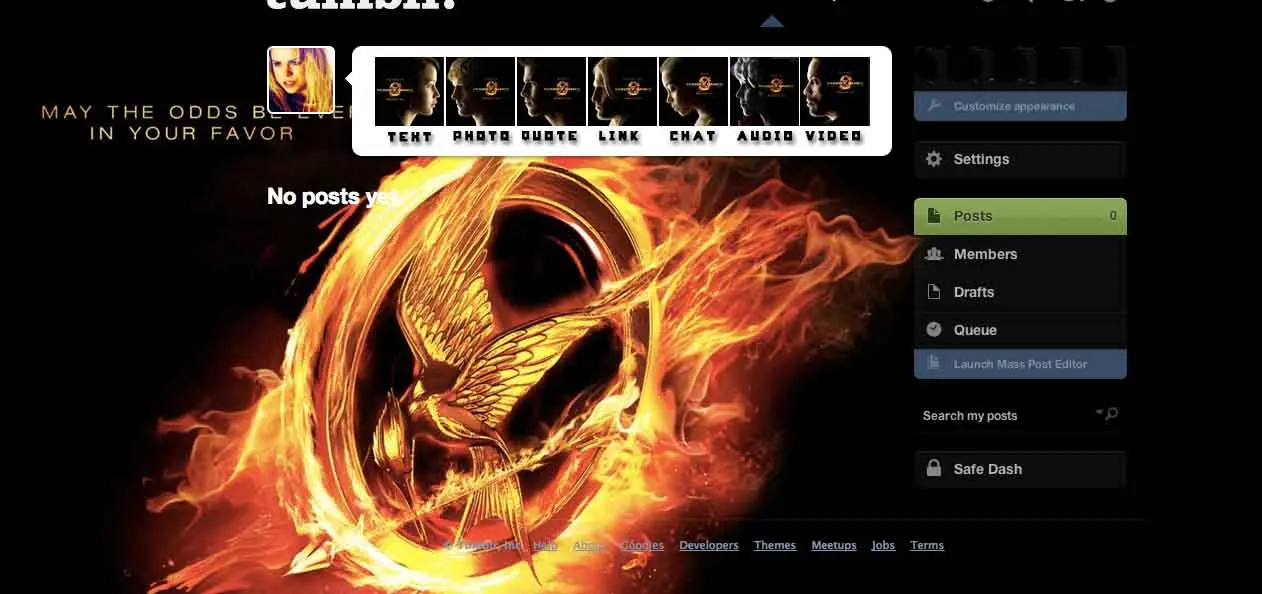 tumblr.
MAY THE ODDS BE EVER
IN YOUR FAVOR
TEXT PHOTO QUOTE LINK CHAT AUDIO VIDEO
No posts yet.
Customize appearance
Settings
Posts 0
Members
Drafts
Queue
Launch Mass Post Editor
Search my posts
Safe Dash
© Tumblr, Inc. Help About Goodies Developers Themes Meetups Jobs Terms